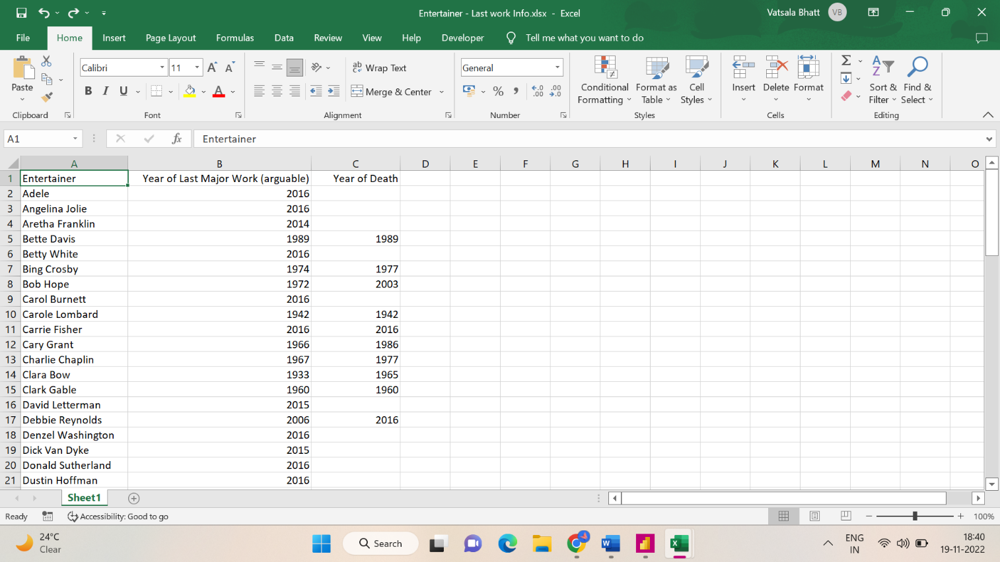 Entertainer - Last work Info.xlsx - Excel
Vatsala Bhatt VB
File Home Insert Page Layout Formulas Data Review View Help Developer Tell me what you want to do
Paste
Clipboard
Calibri 11
B I U
Font
ab Wrap Text
Merge & Center
Alignment
General
% 
Number
Conditional Formatting
Format as Table
Cell Styles
Styles
Insert Delete Format
Cells
Sort & Filter
Find & Select
Editing
A1 fx Entertainer
A B C D E F G H I J K L M N O
1 Entertainer Year of Last Major Work (arguable) Year of Death
2 Adele 2016
3 Angelina Jolie 2016
4 Aretha Franklin 2014
5 Bette Davis 1989 1989
6 Betty White 2016
7 Bing Crosby 1974 1977
8 Bob Hope 1972 2003
9 Carol Burnett 2016
10 Carole Lombard 1942 1942
11 Carrie Fisher 2016 2016
12 Cary Grant 1966 1986
13 Charlie Chaplin 1967 1977
14 Clara Bow 1933 1965
15 Clark Gable 1960 1960
16 David Letterman 2015
17 Debbie Reynolds 2006 2016
18 Denzel Washington 2016
19 Dick Van Dyke 2015
20 Donald Sutherland 2016
21 Dustin Hoffman 2016
Sheet1
Ready Accessibility: Good to go 100%
24°C
Clear
Search
ENG
IN
18:40
19-11-2022